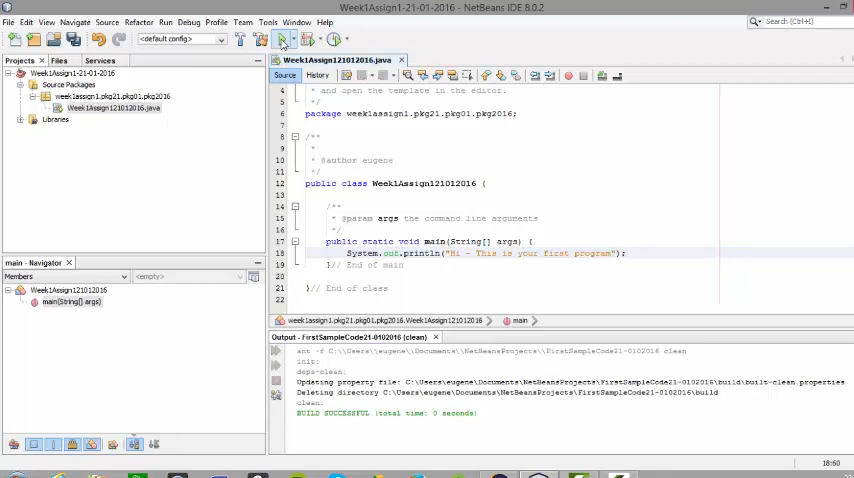 Week1Assign1-21-01-2016 - NetBeans IDE 8.0.2
File Edit View Navigate Source Refactor Run Debug Profile Team Tools Window Help
Search (Ctrl+I)
<default config>
Projects Files Services
Week1Assign121012016.java
Source History
Week1Assign1-21-01-2016
Source Packages
week1assign1.pkg21.pkg01.pkg2016
Week1Assign121012016.java
Libraries
4 * and open the template in the editor.
5 */
6 package week1assign1.pkg21.pkg01.pkg2016;
7
8 /**
9 *
10 * @author eugene
11 */
12 public class Week1Assign121012016 {
13
14 /**
15 * @param args the command line arguments
16 */
17 public static void main(String[] args) {
18 System.out.println("Hi - This is your first program");
19 }// End of main
20
21 }// End of class
22
main - Navigator
Members <empty>
Week1Assign121012016
main(String[] args)
week1assign1.pkg21.pkg01.pkg2016.Week1Assign121012016 main
Output - FirstSampleCode21-0102016 (clean)
ant -f C:\\Users\\eugene\\Documents\\NetBeansProjects\\FirstSampleCode21-0102016 clean
init:
deps-clean:
Updating property file: C:\Users\eugene\Documents\NetBeansProjects\FirstSampleCode21-0102016\build\built-clean.properties
Deleting directory C:\Users\eugene\Documents\NetBeansProjects\FirstSampleCode21-0102016\build
clean:
BUILD SUCCESSFUL (total time: 0 seconds)
18:60